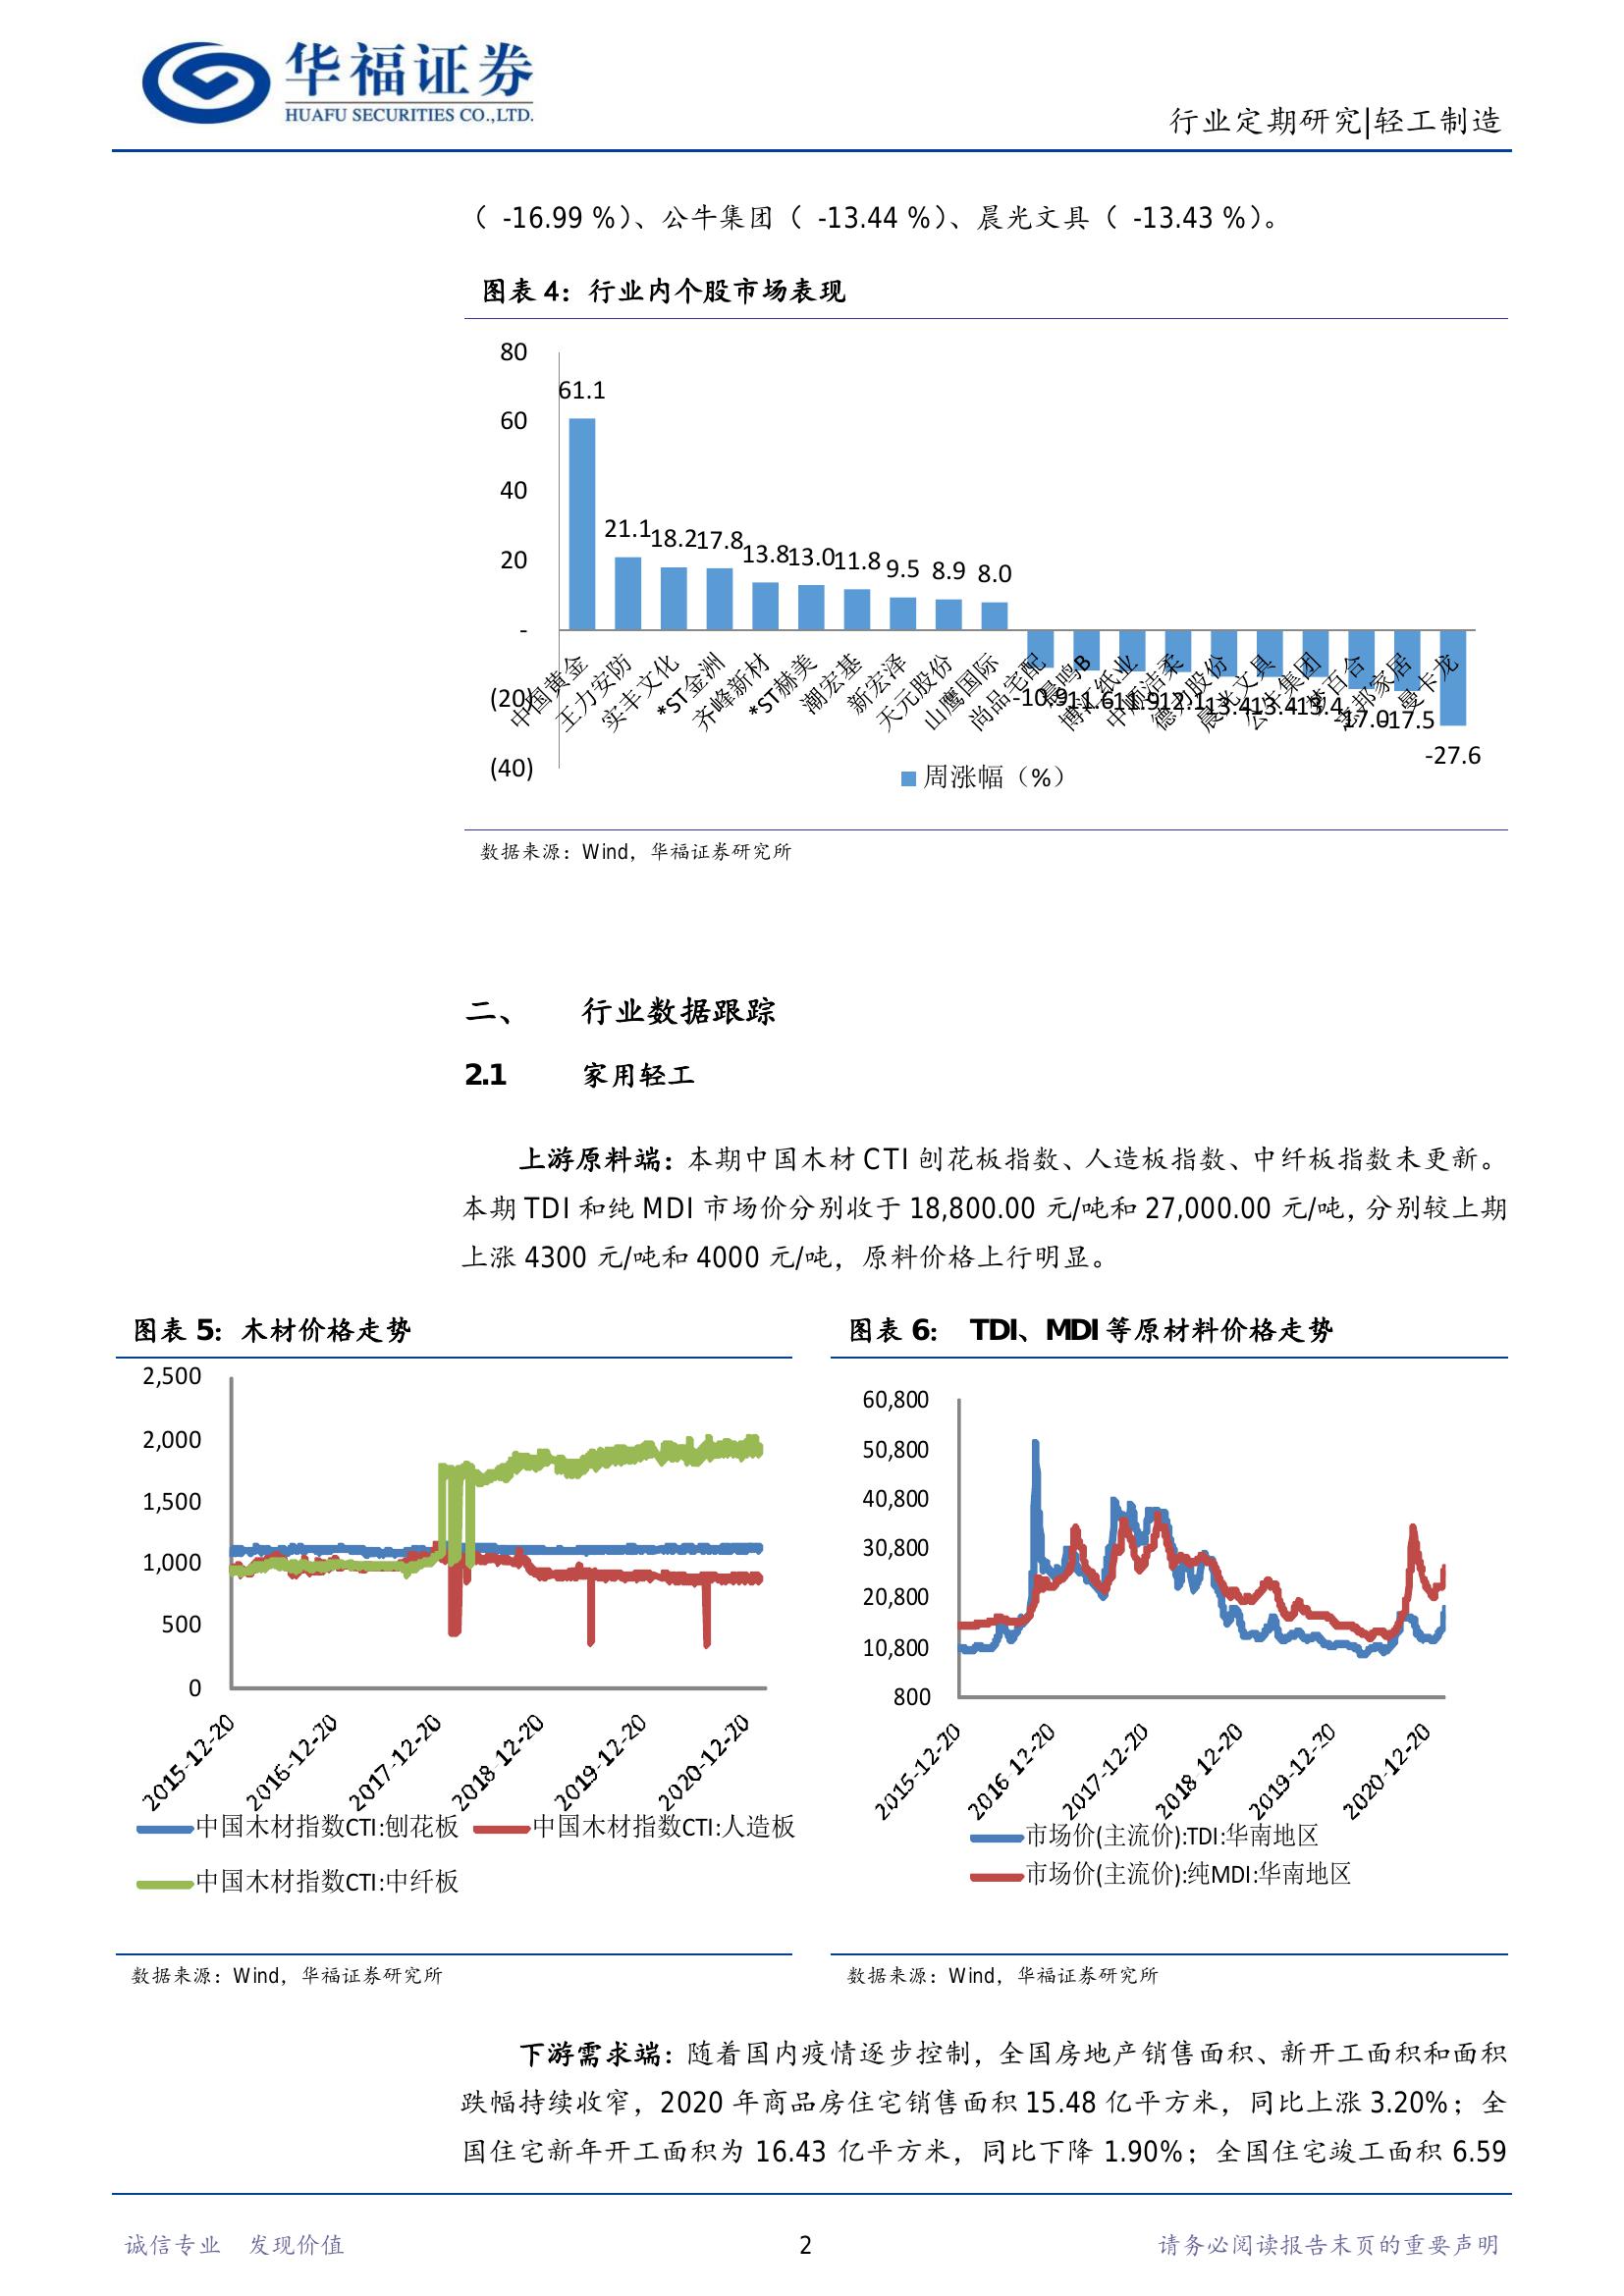 华福证券
HUAFU SECURITIES CO.,LTD.
行业定期研究|轻工制造
（ -16.99 %）、公牛集团（ -13.44 %）、晨光文具（ -13.43 %）。
图表 4：行业内个股市场表现
80
60
40
20
-
(20)
(40)
61.1
21.1
18.2
17.8
13.8
13.0
11.8
9.5
8.9
8.0
-10.9
-11.6
-11.9
-12.1
-13.4
-13.4
-13.4
-17.0
-17.5
-27.6
中国黄金
王力安防
实丰文化
*ST金洲
齐峰新材
*ST赫美
潮宏基
新宏泽
天元股份
山鹰国际
尚品宅配
晨鸣B
博汇纸业
中顺洁柔
德力股份
晨光文具
公牛集团
梦百合
志邦家居
曼卡龙
周涨幅（%）
数据来源：Wind，华福证券研究所
二、 行业数据跟踪
2.1 家用轻工
上游原料端：本期中国木材 CTI 刨花板指数、人造板指数、中纤板指数未更新。
本期 TDI 和纯 MDI 市场价分别收于 18,800.00 元/吨和 27,000.00 元/吨，分别较上期
上涨 4300 元/吨和 4000 元/吨，原料价格上行明显。
图表 5：木材价格走势
2,500
2,000
1,500
1,000
500
0
2015-12-20
2016-12-20
2017-12-20
2018-12-20
2019-12-20
2020-12-20
中国木材指数CTI:刨花板
中国木材指数CTI:人造板
中国木材指数CTI:中纤板
数据来源：Wind，华福证券研究所
图表 6： TDI、MDI 等原材料价格走势
60,800
50,800
40,800
30,800
20,800
10,800
800
2015-12-20
2016-12-20
2017-12-20
2018-12-20
2019-12-20
2020-12-20
市场价(主流价):TDI:华南地区
市场价(主流价):纯MDI:华南地区
数据来源：Wind，华福证券研究所
下游需求端：随着国内疫情逐步控制，全国房地产销售面积、新开工面积和面积
跌幅持续收窄，2020 年商品房住宅销售面积 15.48 亿平方米，同比上涨 3.20%；全
国住宅新年开工面积为 16.43 亿平方米，同比下降 1.90%；全国住宅竣工面积 6.59
诚信专业 发现价值
2
请务必阅读报告末页的重要声明